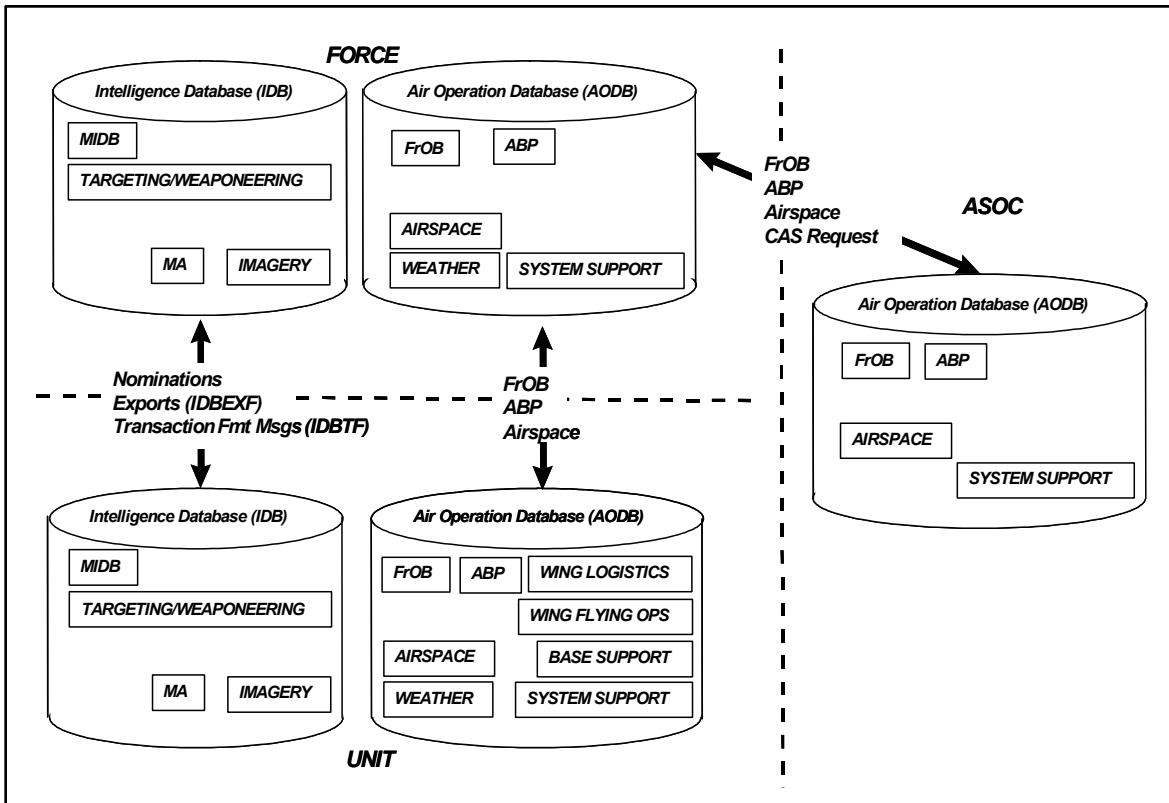 FORCE
Intelligence Database (IDB)
MIDB
TARGETING/WEAPONEERING
MA
IMAGERY
Air Operation Database (AODB)
FrOB
ABP
AIRSPACE
WEATHER
SYSTEM SUPPORT
FrOB
ABP
Airspace
CAS Request
ASOC
Air Operation Database (AODB)
FrOB
ABP
AIRSPACE
SYSTEM SUPPORT
Nominations
Exports (IDBEXF)
Transaction Fmt Msgs (IDBTF)
FrOB
ABP
Airspace
Intelligence Database (IDB)
MIDB
TARGETING/WEAPONEERING
MA
IMAGERY
Air Operation Database (AODB)
FrOB
ABP
WING LOGISTICS
WING FLYING OPS
AIRSPACE
BASE SUPPORT
WEATHER
SYSTEM SUPPORT
UNIT